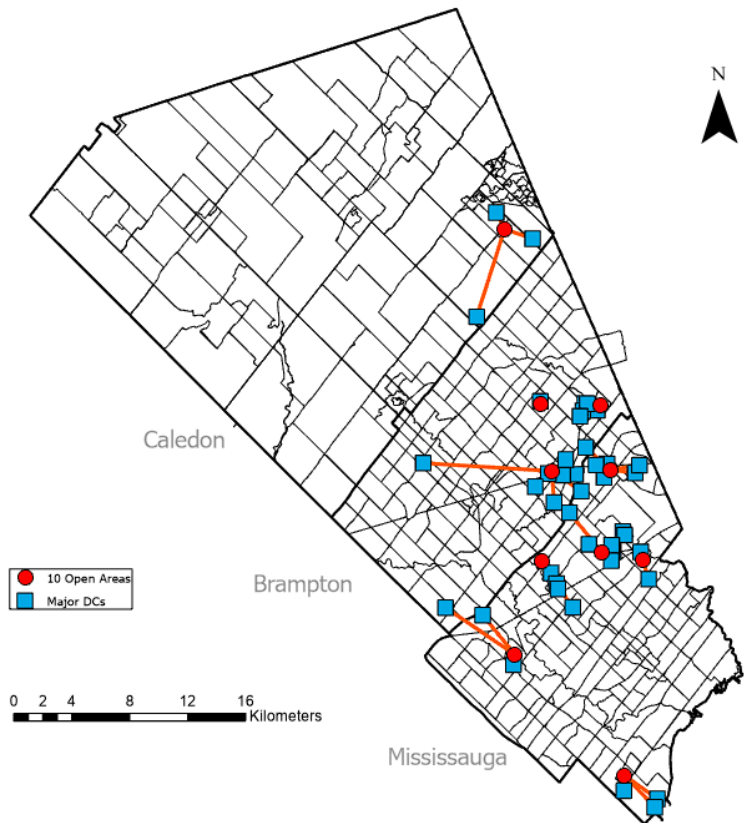 N
Caledon
10 Open Areas
Major DCs
Brampton
0 2 4 8 12 16
Kilometers
Mississauga